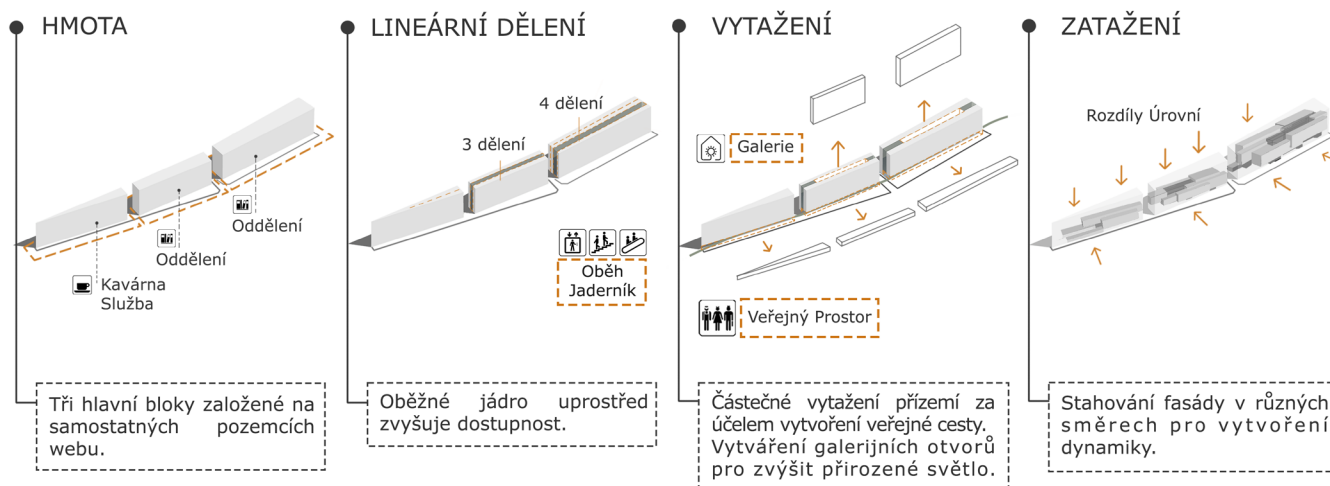 HMOTA
Oddělení
Oddělení
Kavárna
Služba
Tři hlavní bloky založené na
samostatných pozemcích
webu.
LINEÁRNÍ DĚLENÍ
4 dělení
3 dělení
Oběh
Jaderník
Oběžné jádro uprostřed
zvyšuje dostupnost.
VYTAŽENÍ
Galerie
Veřejný Prostor
Částečné vytažení přízemí za
účelem vytvoření veřejné cesty.
Vytváření galerijních otvorů
pro zvýšit přirozené světlo.
ZATAŽENÍ
Rozdíly Úrovní
Stahování fasády v různých
směrech pro vytvoření
dynamiky.